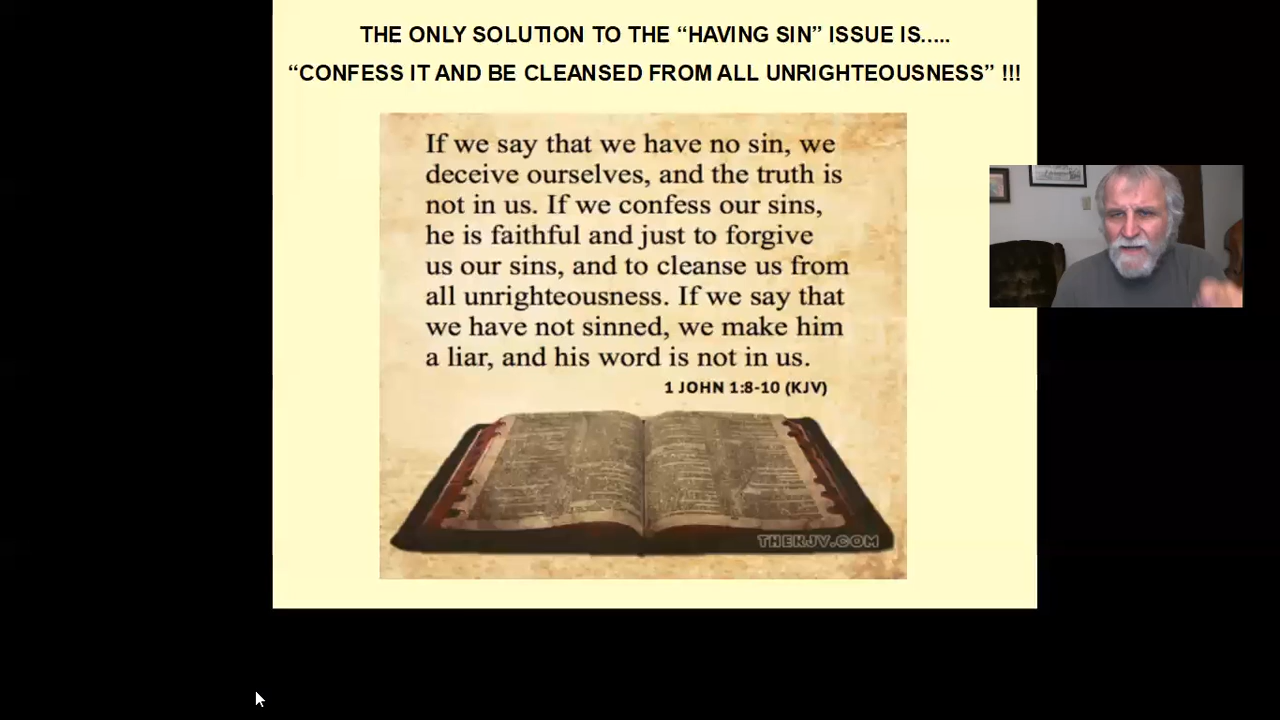 THE ONLY SOLUTION TO THE “HAVING SIN” ISSUE IS.....
“CONFESS IT AND BE CLEANSED FROM ALL UNRIGHTEOUSNESS” !!!
If we say that we have no sin, we
deceive ourselves, and the truth is
not in us. If we confess our sins,
he is faithful and just to forgive
us our sins, and to cleanse us from
all unrighteousness. If we say that
we have not sinned, we make him
a liar, and his word is not in us.
1 JOHN 1:8-10 (KJV)
THEKJV.COM